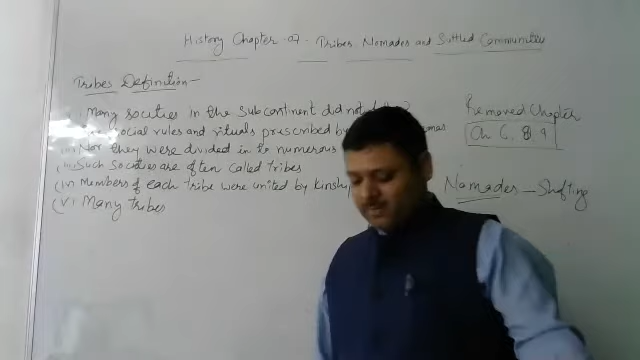 History Chapter-07- Tribes Nomades and Suttled Communities
Tribes Definition-
Many socities in the Subcontinent did not
Social rules and rituals prescribed by
Nor they were divided in to numerous
(iii) Such Societies are often called tribes
(iv) Members of each tribe were united by kinship
(v) Many tribes
Removed Chapter
Ch 6, 8, 9
Nomades - Shifting